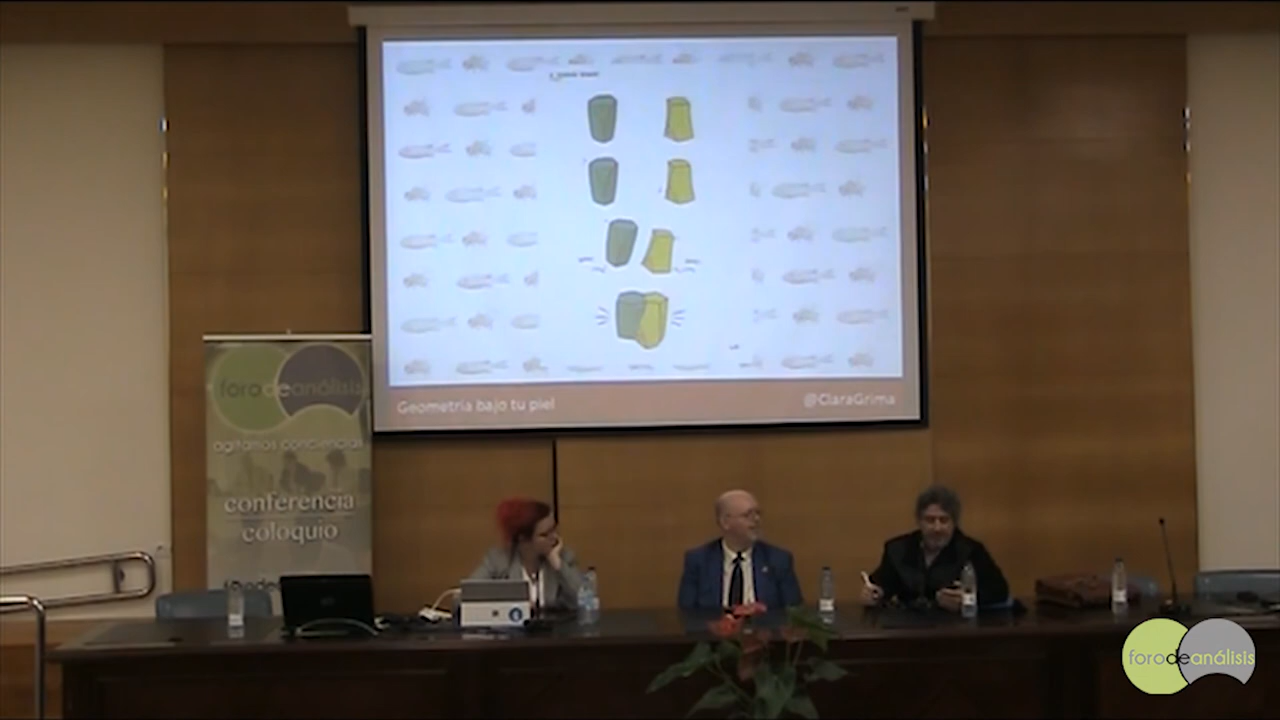 Geometría bajo tu piel
@ClaraGrima
forodeanálisis
agitamos conciencias
conferencia
coloquio
forodeanálisis